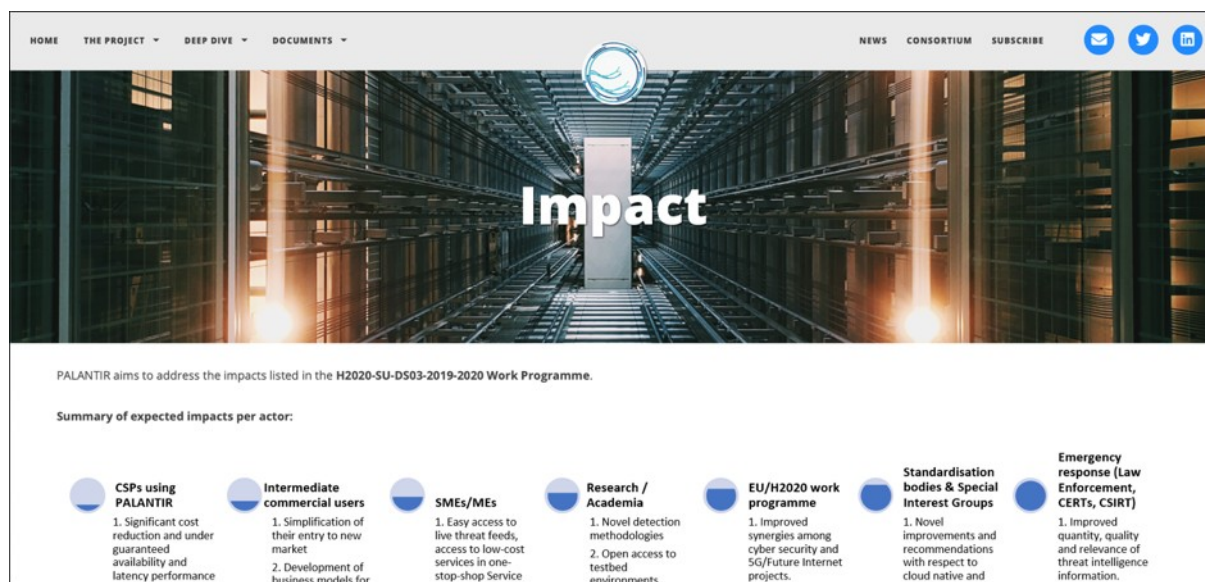 HOME THE PROJECT DEEP DIVE DOCUMENTS NEWS CONSORTIUM SUBSCRIBE
Impact
PALANTIR aims to address the impacts listed in the H2020-SU-DS03-2019-2020 Work Programme.
Summary of expected impacts per actor:
CSPs using
PALANTIR
1. Significant cost
reduction and under
guaranteed
availability and
latency performance
Intermediate
commercial users
1. Simplification of
their entry to new
market
2. Development of
business models for
SMEs/MEs
1. Easy access to
live threat feeds,
access to low-cost
services in one-
stop-shop Service
Research /
Academia
1. Novel detection
methodologies
2. Open access to
testbed
environments
EU/H2020 work
programme
1. Improved
synergies among
cyber security and
5G/Future Internet
projects.
Standardisation
bodies & Special
Interest Groups
1. Novel
improvements and
recommendations
with respect to
cloud native and
Emergency
response (Law
Enforcement,
CERTs, CSIRT)
1. Improved
quantity, quality
and relevance of
threat intelligence
information.